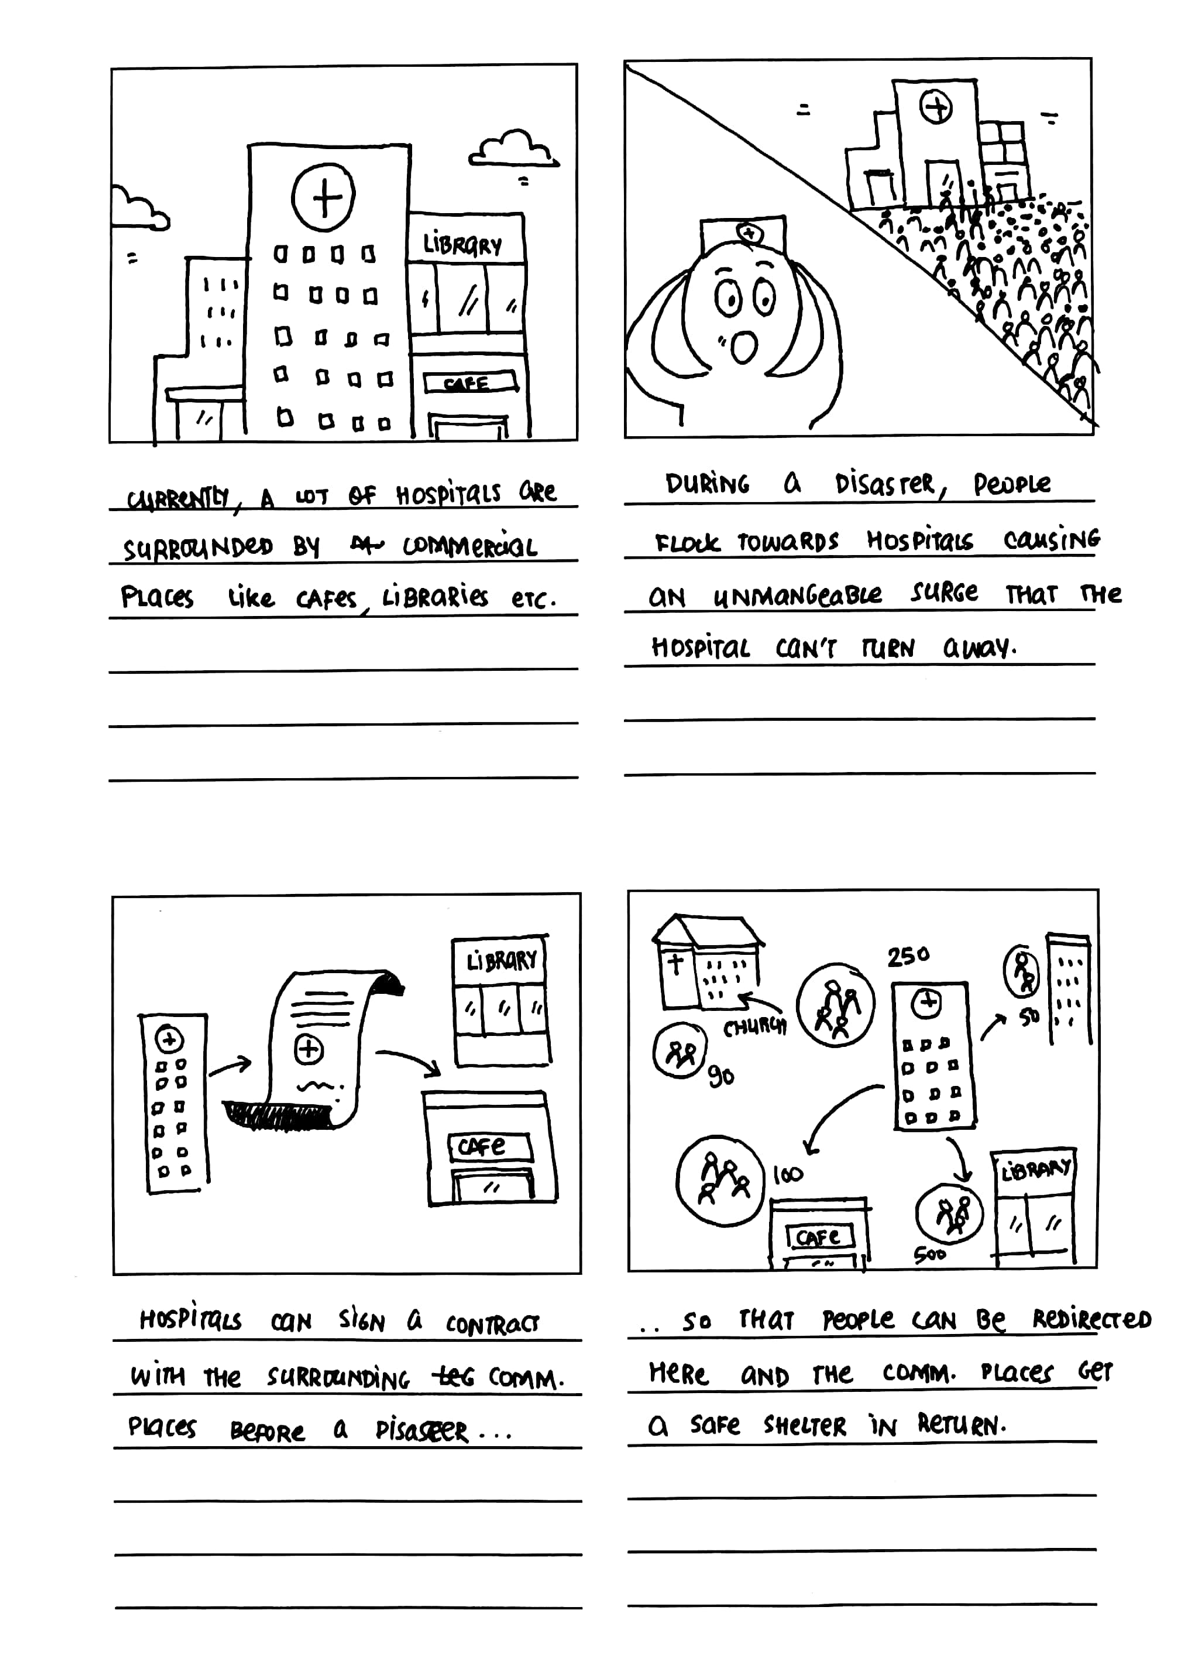 LIBRARY
CAFE
CURRENTLY, A LOT OF HOSPITALS ARE
SURROUNDED BY COMMERCIAL
PLACES LIKE CAFES, LIBRARIES ETC.
DURING A DISASTER, PEOPLE
FLOCK TOWARDS HOSPITALS CAUSING
AN UNMANGEABLE SURGE THAT THE
HOSPITAL CAN'T TURN AWAY.
LIBRARY
CAFE
HOSPITALS CAN SIGN A CONTRACT
WITH THE SURROUNDING COMM.
PLACES BEFORE A DISASTER...
250
50
CHURCH
90
100
LIBRARY
CAFE
500
.. SO THAT PEOPLE CAN BE REDIRECTED
HERE AND THE COMM. PLACES GET
A SAFE SHELTER IN RETURN.